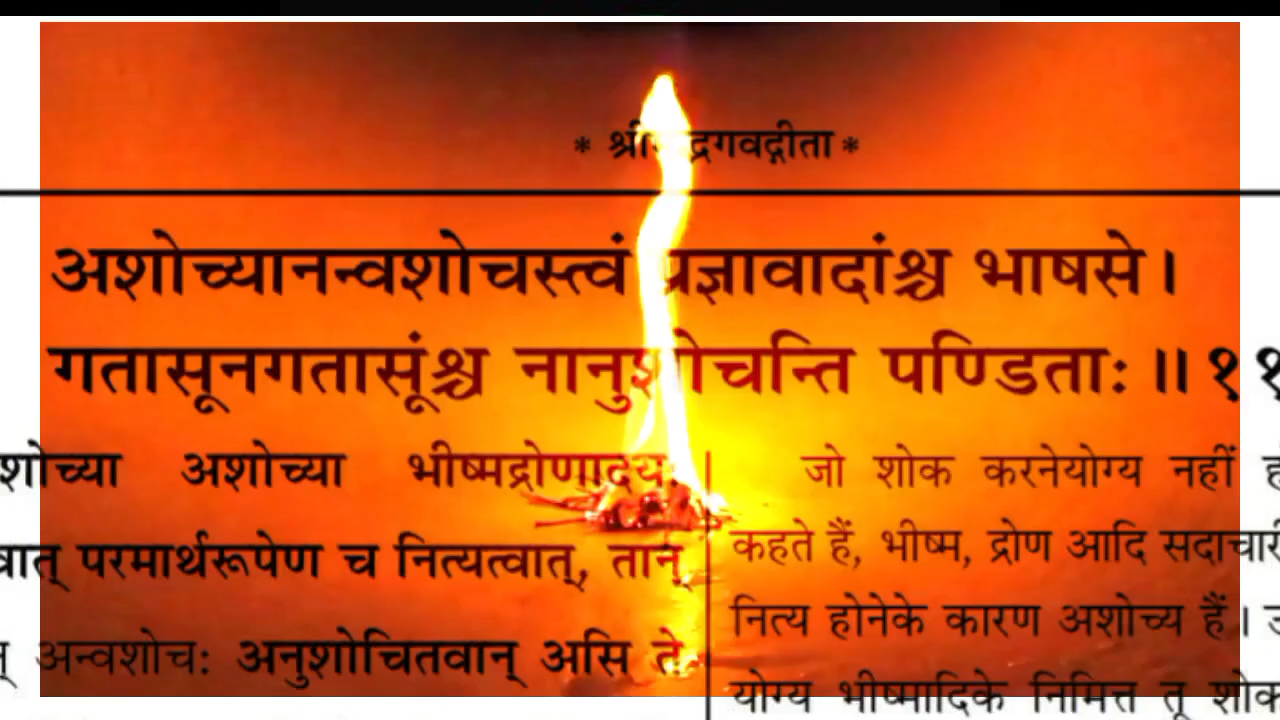 * श्रीमद्भगवद्गीता *
अशोच्यानन्वशोचस्त्वं प्रज्ञावादांश्च भाषसे।
गतासूनगतासूंश्च नानुशोचन्ति पण्डिताः॥११
अशोच्या भीष्मद्रोणादयः
परमार्थरूपेण च नित्यत्वात्, तान्
अन्वशोचः अनुशोचितवान् असि ते
जो शोक करनेयोग्य नहीं
कहते हैं, भीष्म, द्रोण आदि
नित्य होनेके कारण अशोच्य हैं।
योग्य भीष्मादिके निमित्त तू